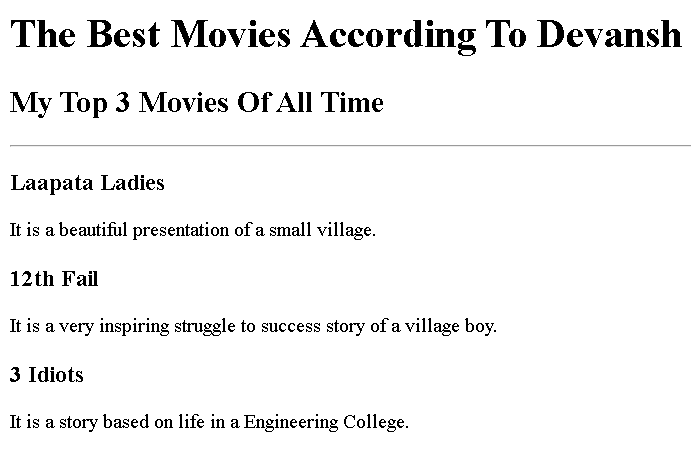 The Best Movies According To Devansh
My Top 3 Movies Of All Time
Laapata Ladies
It is a beautiful presentation of a small village.
12th Fail
It is a very inspiring struggle to success story of a village boy.
3 Idiots
It is a story based on life in a Engineering College.